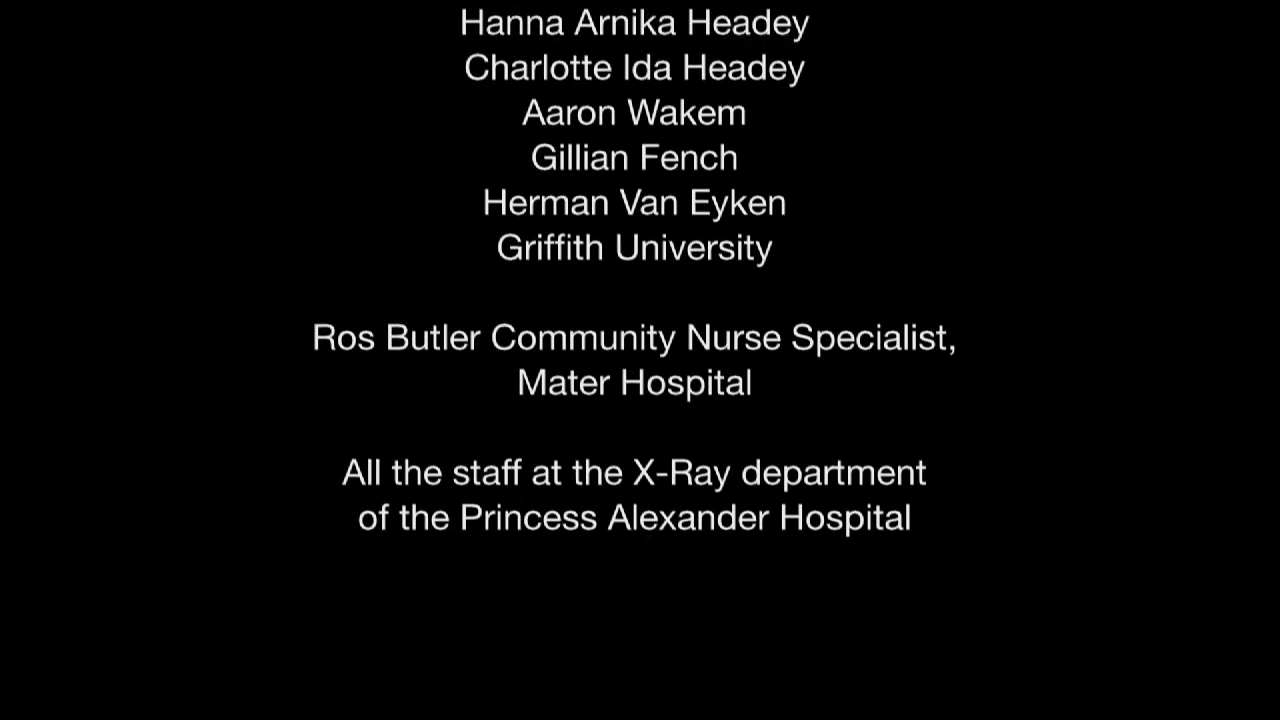 Hanna Arnika Headey
Charlotte Ida Headey
Aaron Wakem
Gillian Fench
Herman Van Eyken
Griffith University
Ros Butler Community Nurse Specialist,
Mater Hospital
All the staff at the X-Ray department
of the Princess Alexander Hospital